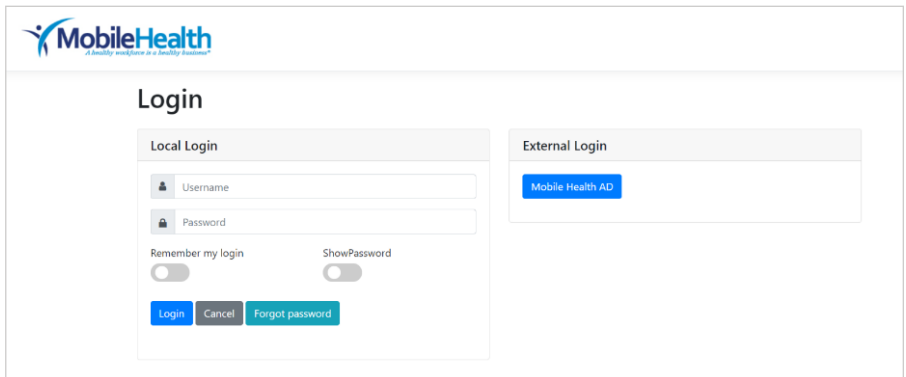 MobileHealth
A healthy workforce is a healthy business®
Login
Local Login
Username
Password
Remember my login ShowPassword
Login Cancel Forgot password
External Login
Mobile Health AD